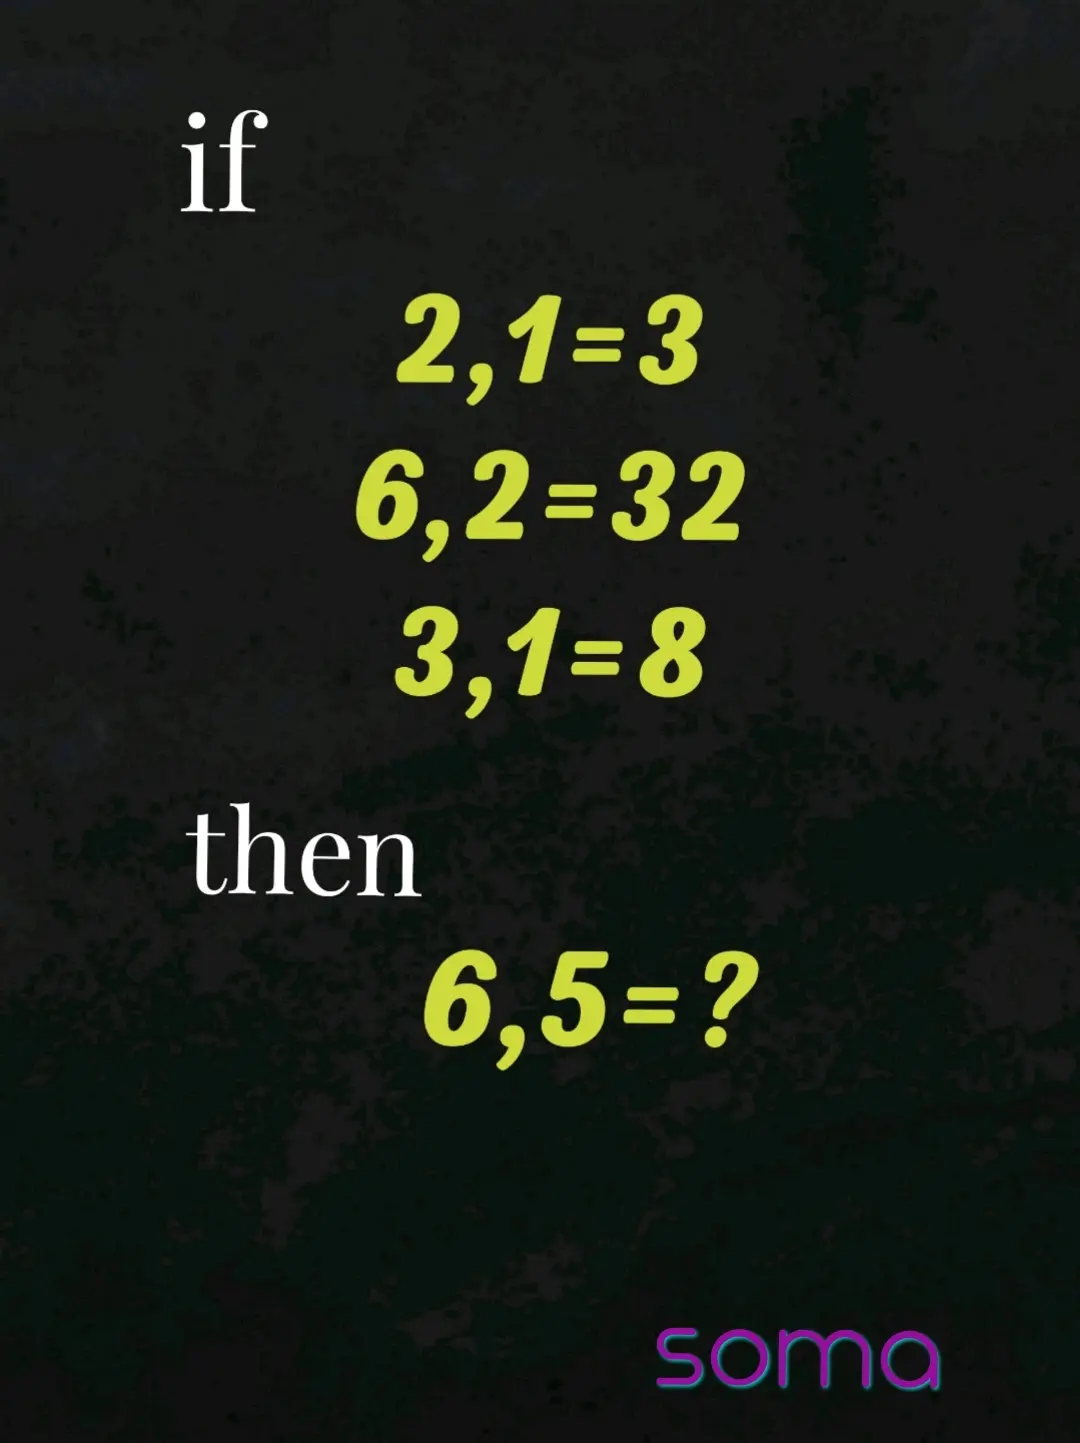 if
2,1=3
6,2=32
3,1=8
then
6,5=?
soma